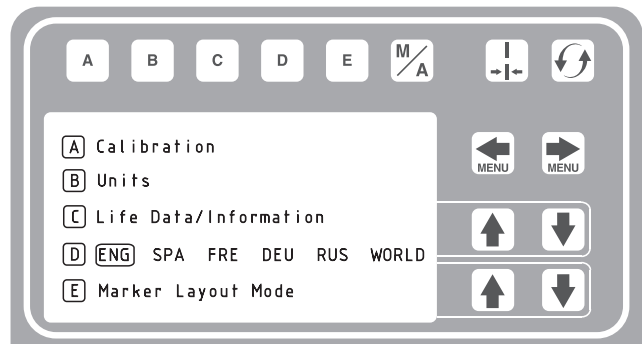 A B C D E M/A
MENU MENU
A Calibration
B Units
C Life Data/Information
D ENG SPA FRE DEU RUS WORLD
E Marker Layout Mode